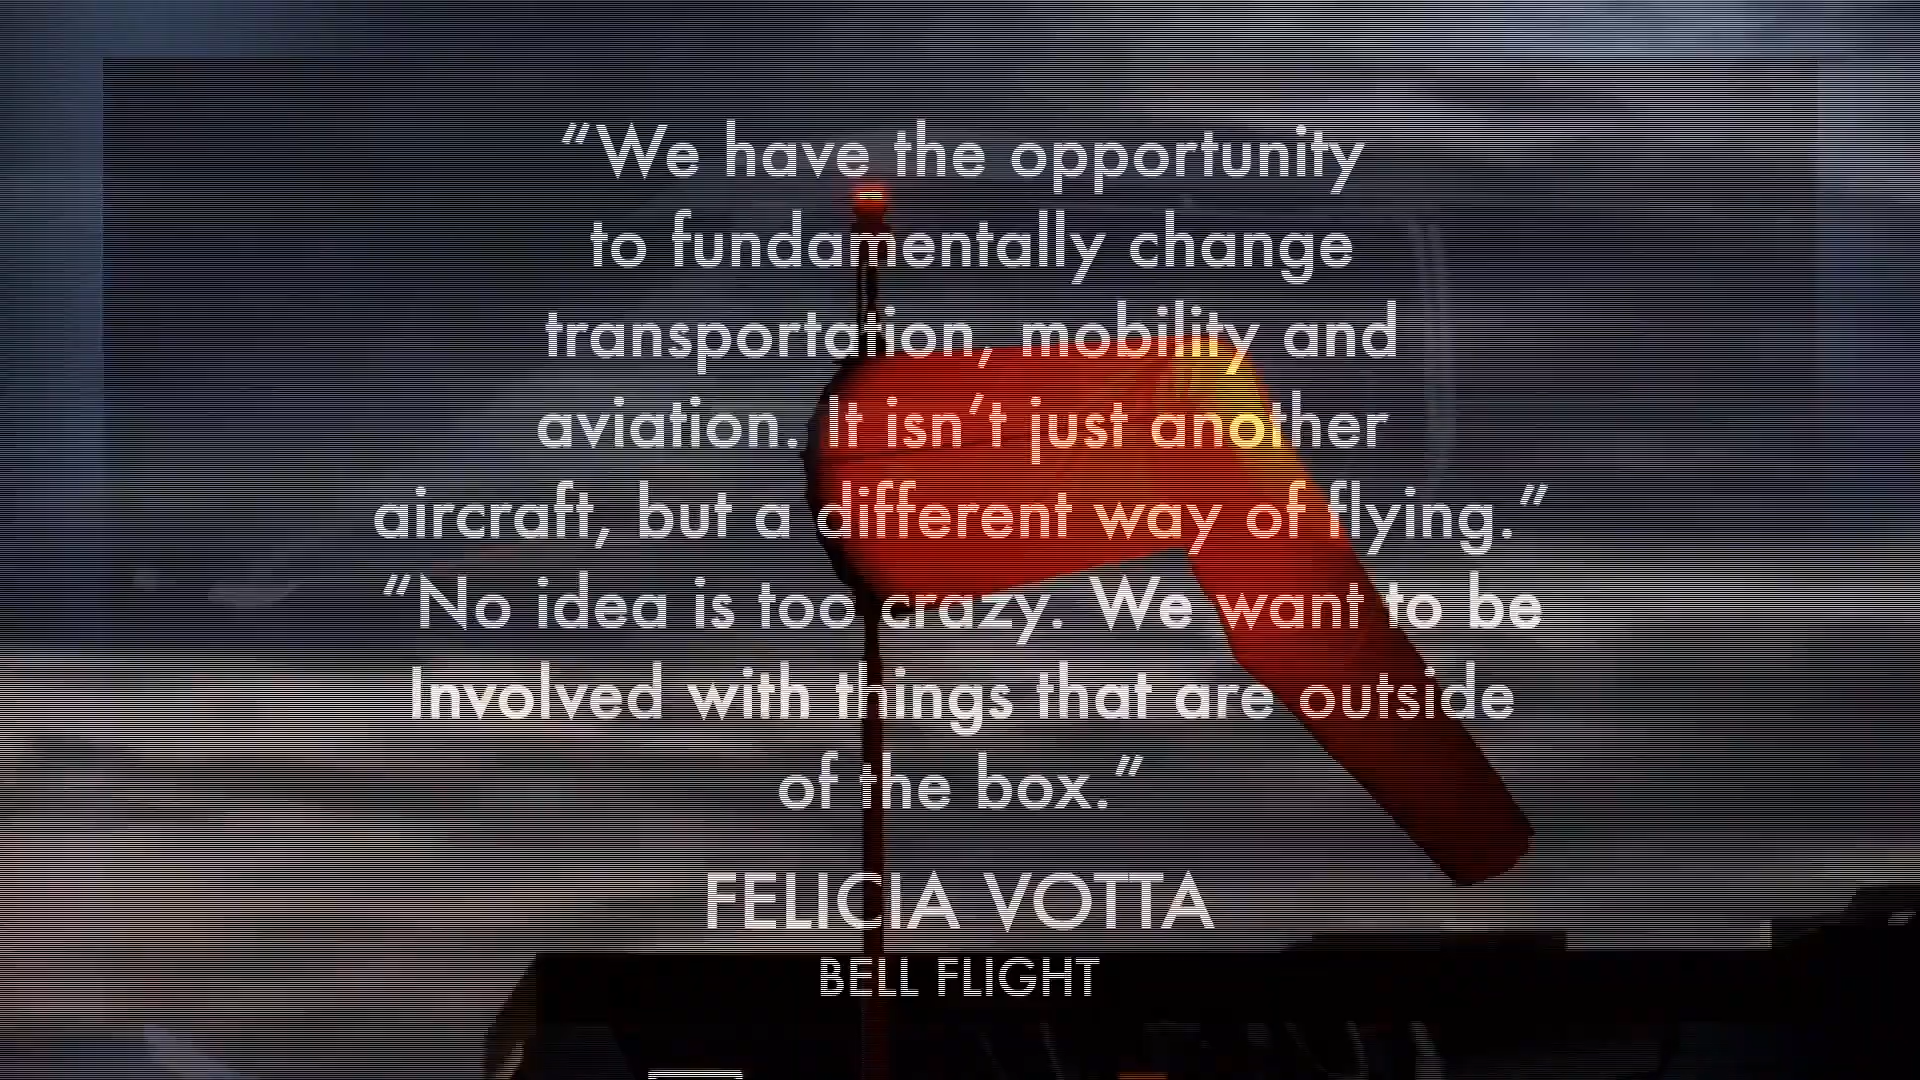 “We have the opportunity
to fundamentally change
transportation, mobility and
aviation. It isn’t just another
aircraft, but a different way of flying.”
“No idea is too crazy. We want to be
Involved with things that are outside
of the box.”
FELICIA VOTTA
BELL FLIGHT